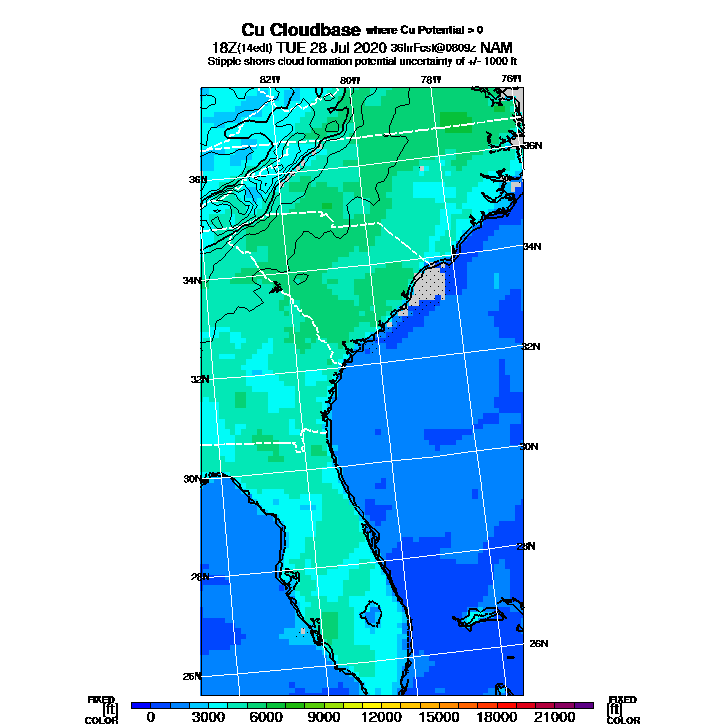 Cu Cloudbase where Cu Potential > 0
18Z(14edt) TUE 28 Jul 2020 36hrFcst@0809z NAM
Stipple shows cloud formation potential uncertainty of +/- 1000 ft
82W 80W 78W 76W
36N
36N
34N
34N
32N
32N
30N
30N
28N
28N
26N
26N
FIXED FIXED
[ft] 0 3000 6000 9000 12000 15000 18000 21000 [ft]
COLOR COLOR